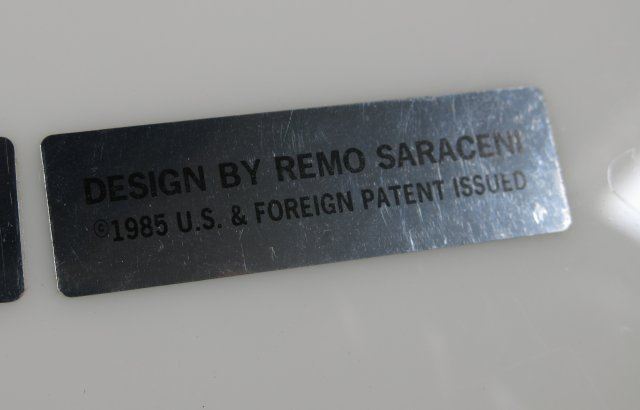 DESIGN BY REMO SARACENI
©1985 U.S. & FOREIGN PATENT ISSUED